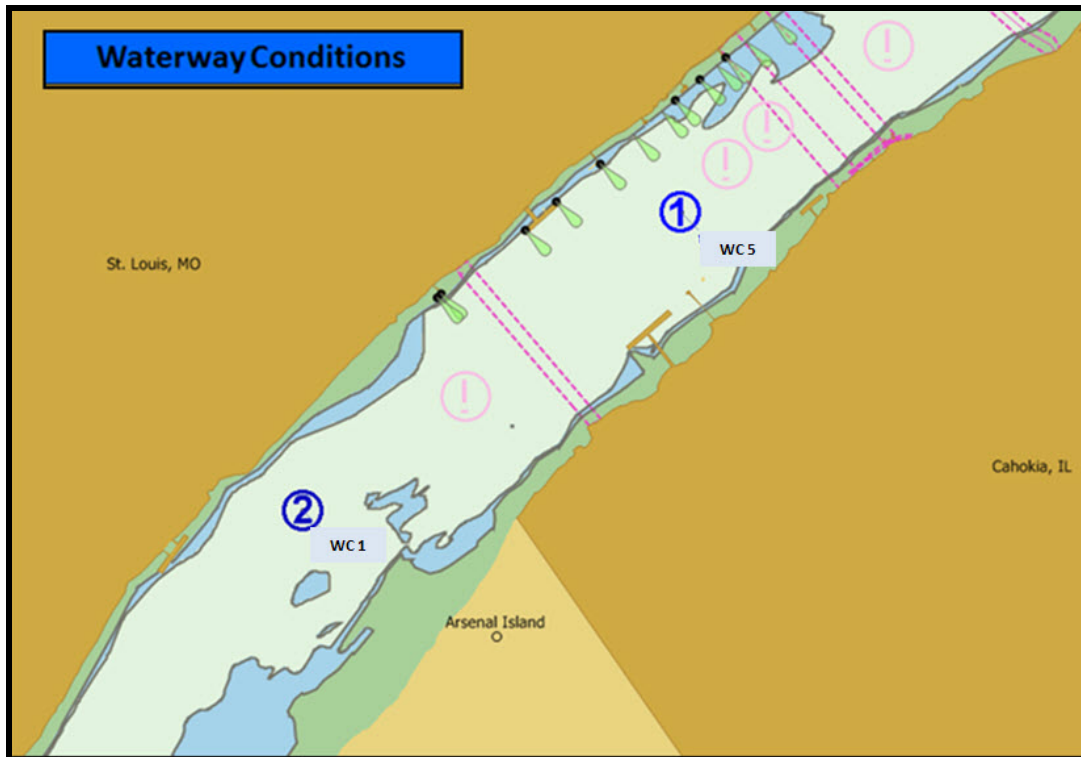 Waterway Conditions
1
WC 5
St. Louis, MO
Cahokia, IL
2
WC 1
Arsenal Island